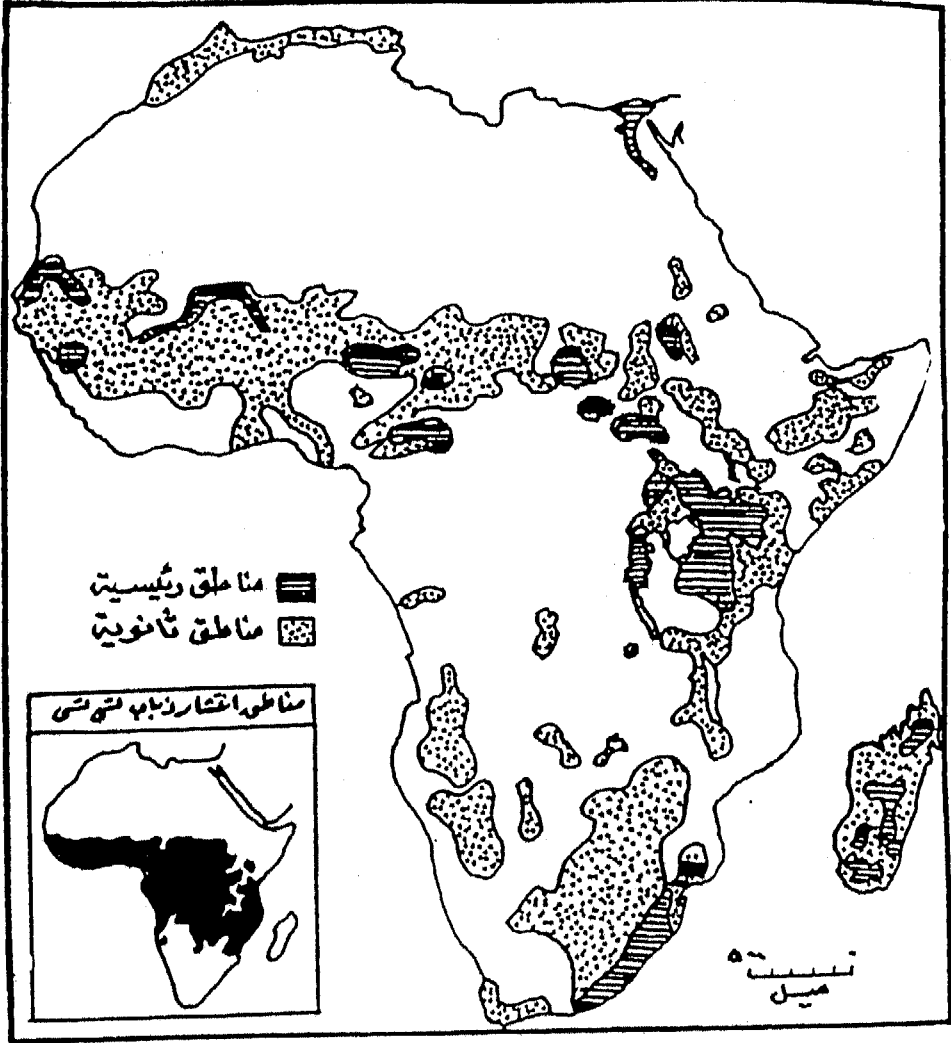 مناطق رئيسية
مناطق ثانوية
مناطق انتشار ذباب تسي تسي
ميل